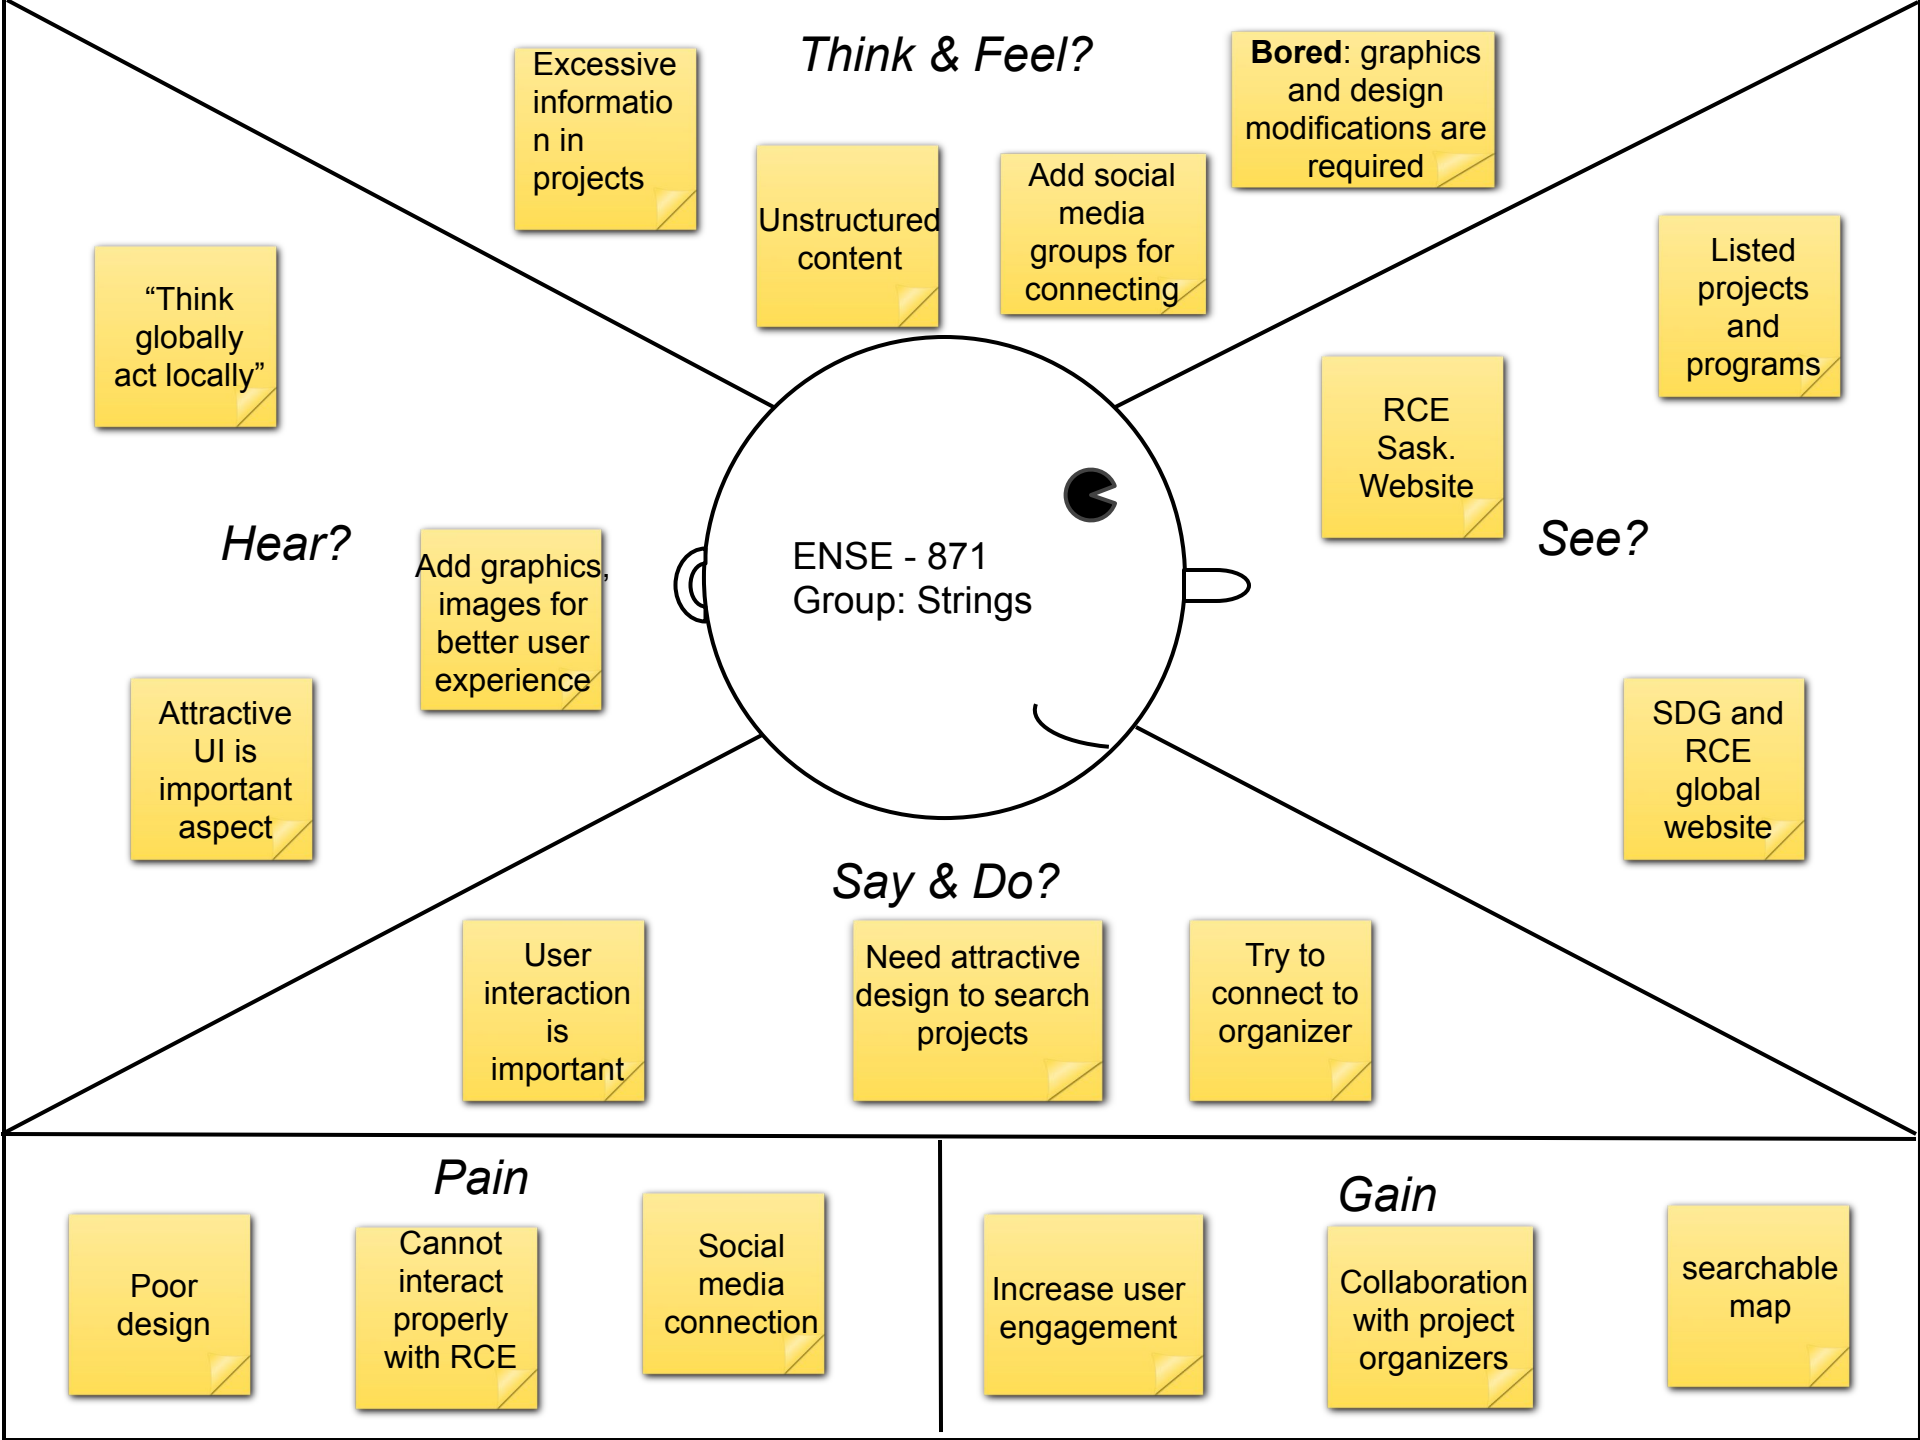 Think & Feel?
Excessive
informatio
n in
projects
Unstructured
content
Add social
media
groups for
connecting
Bored: graphics
and design
modifications are
required
“Think
globally
act locally”
Hear?
Add graphics,
images for
better user
experience
Attractive
UI is
important
aspect
ENSE - 871
Group: Strings
Listed
projects
and
programs
RCE
Sask.
Website
See?
SDG and
RCE
global
website
Say & Do?
User
interaction
is
important
Need attractive
design to search
projects
Try to
connect to
organizer
Pain
Poor
design
Cannot
interact
properly
with RCE
Social
media
connection
Gain
Increase user
engagement
Collaboration
with project
organizers
searchable
map